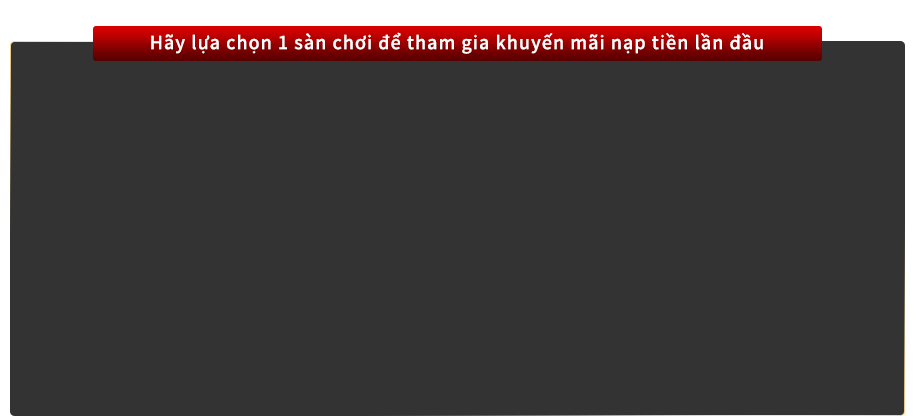 Hãy lựa chọn 1 sàn chơi để tham gia khuyến mãi nạp tiền lần đầu